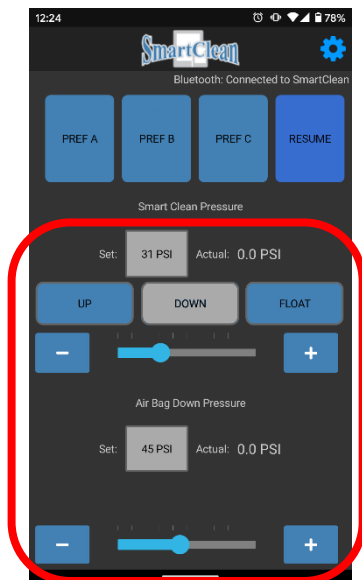 12:24 78%
SmartClean
Bluetooth: Connected to SmartClean
PREF A PREF B PREF C RESUME
Smart Clean Pressure
Set: 31 PSI Actual: 0.0 PSI
UP DOWN FLOAT
− +
Air Bag Down Pressure
Set: 45 PSI Actual: 0.0 PSI
− +